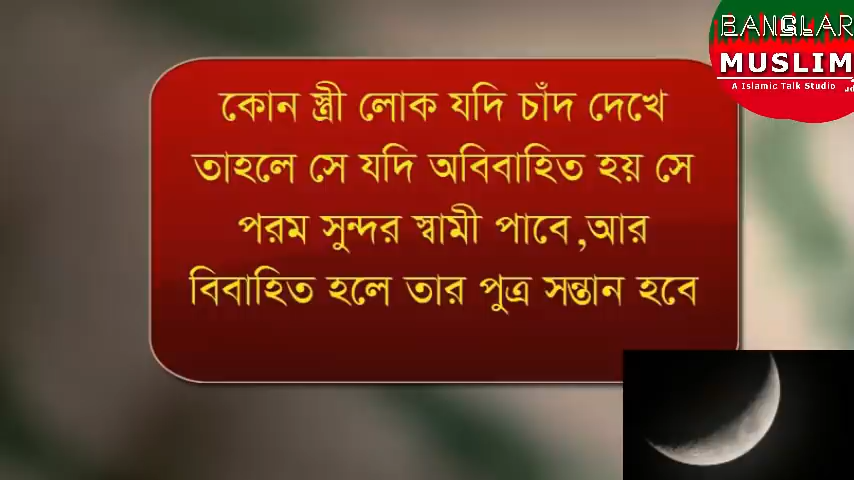 BANGLAR
MUSLIM
A Islamic Talk Studio
কোন স্ত্রী লোক যদি চাঁদ দেখে
তাহলে সে যদি অবিবাহিত হয় সে
পরম সুন্দর স্বামী পাবে,আর
বিবাহিত হলে তার পুত্র সন্তান হবে